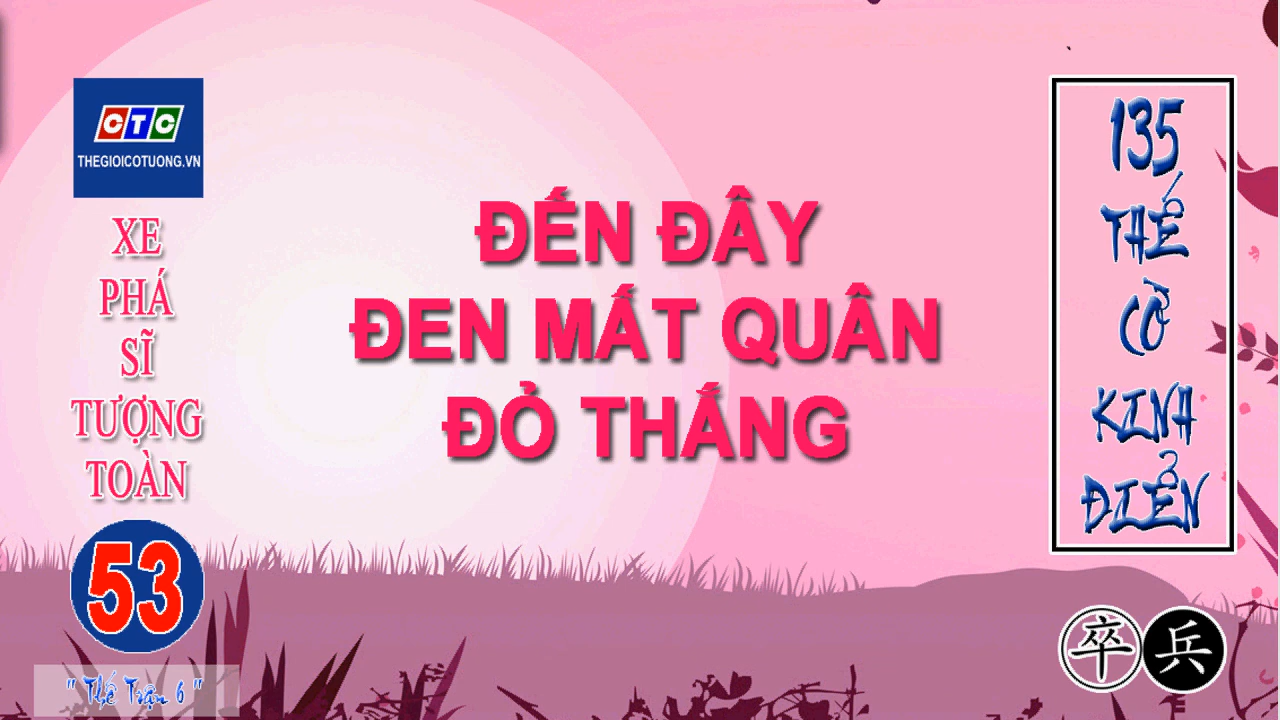 CTC
THEGIOICOTUONG.VN
XE
PHÁ
SĨ
TƯỢNG
TOÀN
53
" Thế Trận 6 "
ĐẾN ĐÂY
ĐEN MẤT QUÂN
ĐỎ THẮNG
135
THẾ
CỜ
KINH
ĐIỂN
卒 兵